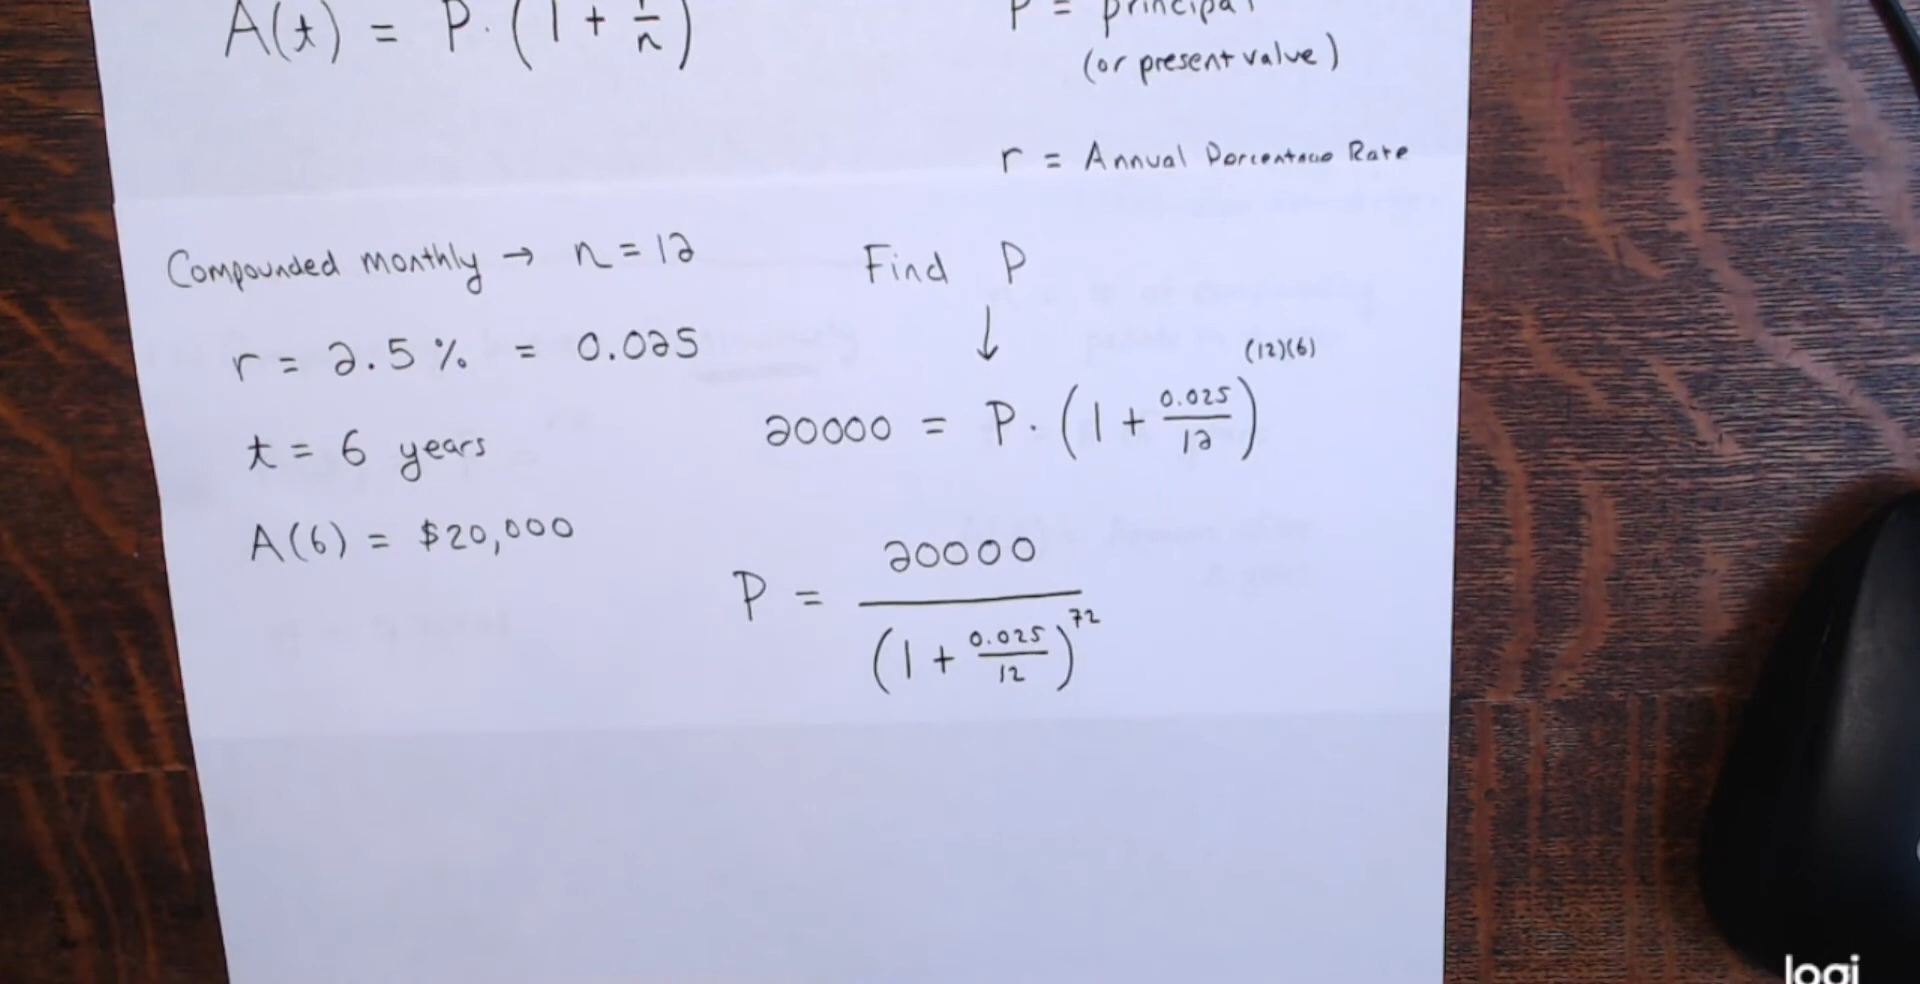 A(t) = P · (1 + r/n)
P = principal
(or present value)
r = Annual Percentage Rate
Compounded monthly → n = 12
Find P
↓
r = 2.5% = 0.025
20000 = P · (1 + 0.025/12)^(12)(6)
t = 6 years
A(6) = $20,000
P = 20000/(1 + 0.025/12)^72
logi